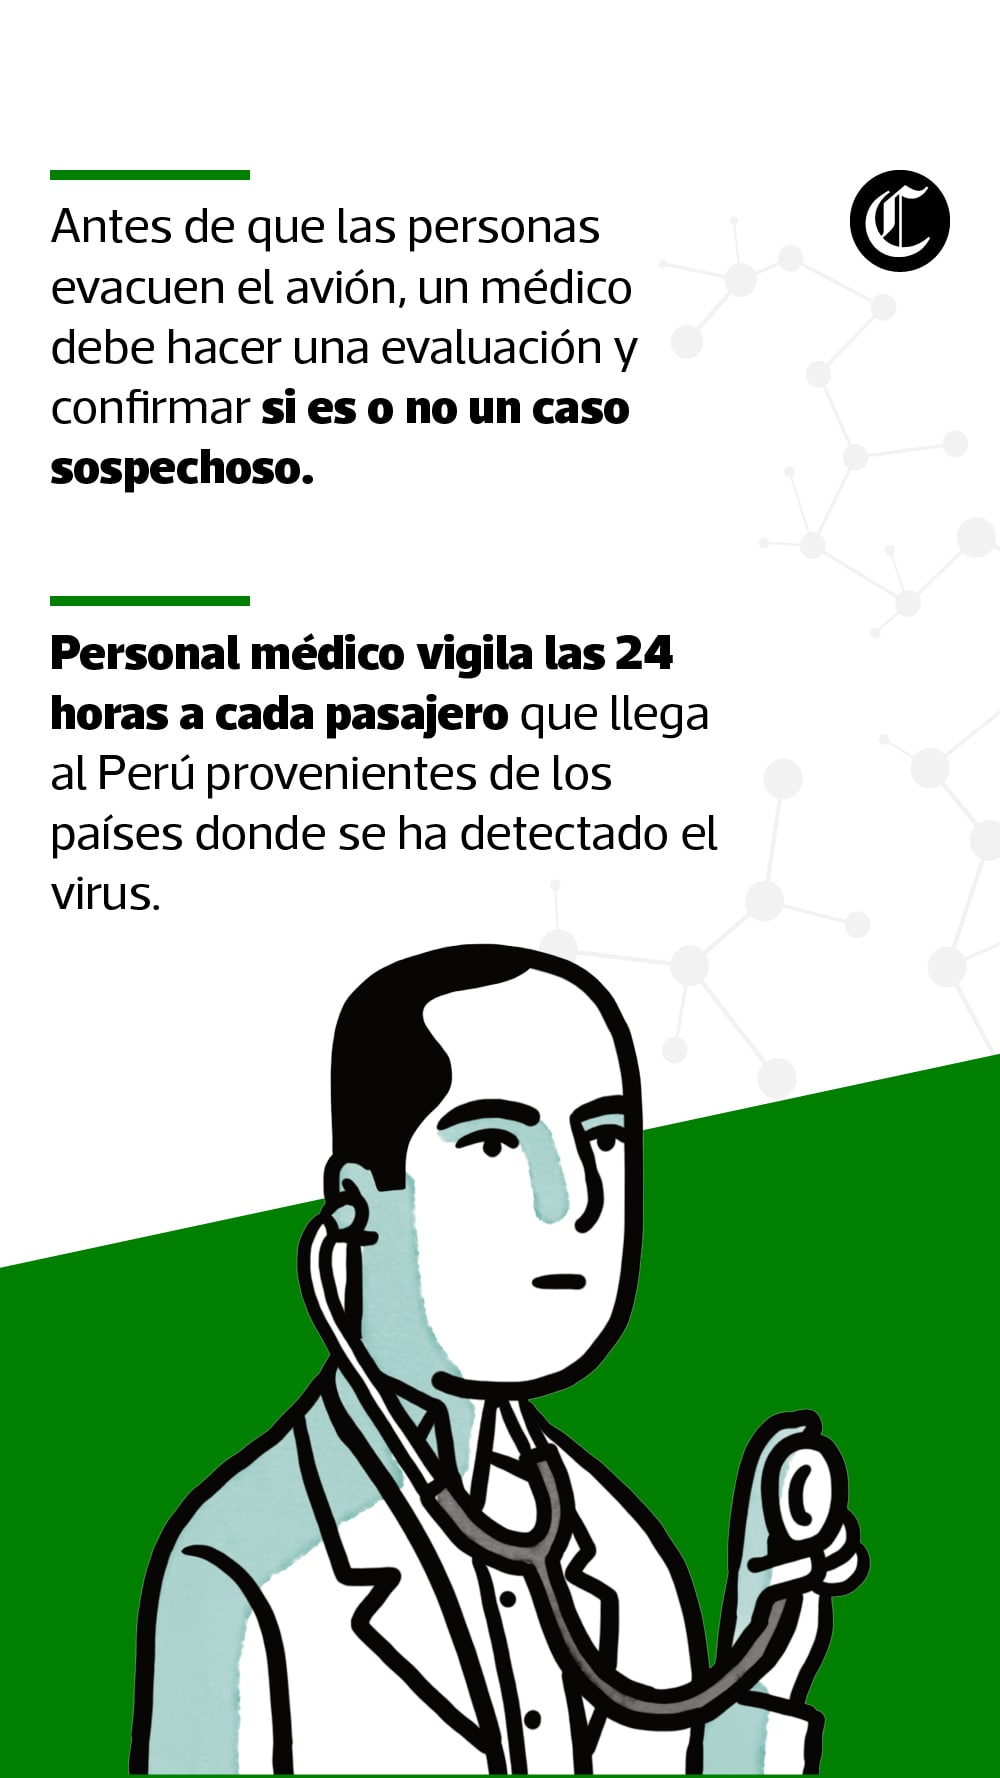 Antes de que las personas
evacuen el avión, un médico
debe hacer una evaluación y
confirmar si es o no un caso
sospechoso.
C
Personal médico vigila las 24
horas a cada pasajero que llega
al Perú provenientes de los
países donde se ha detectado el
virus.